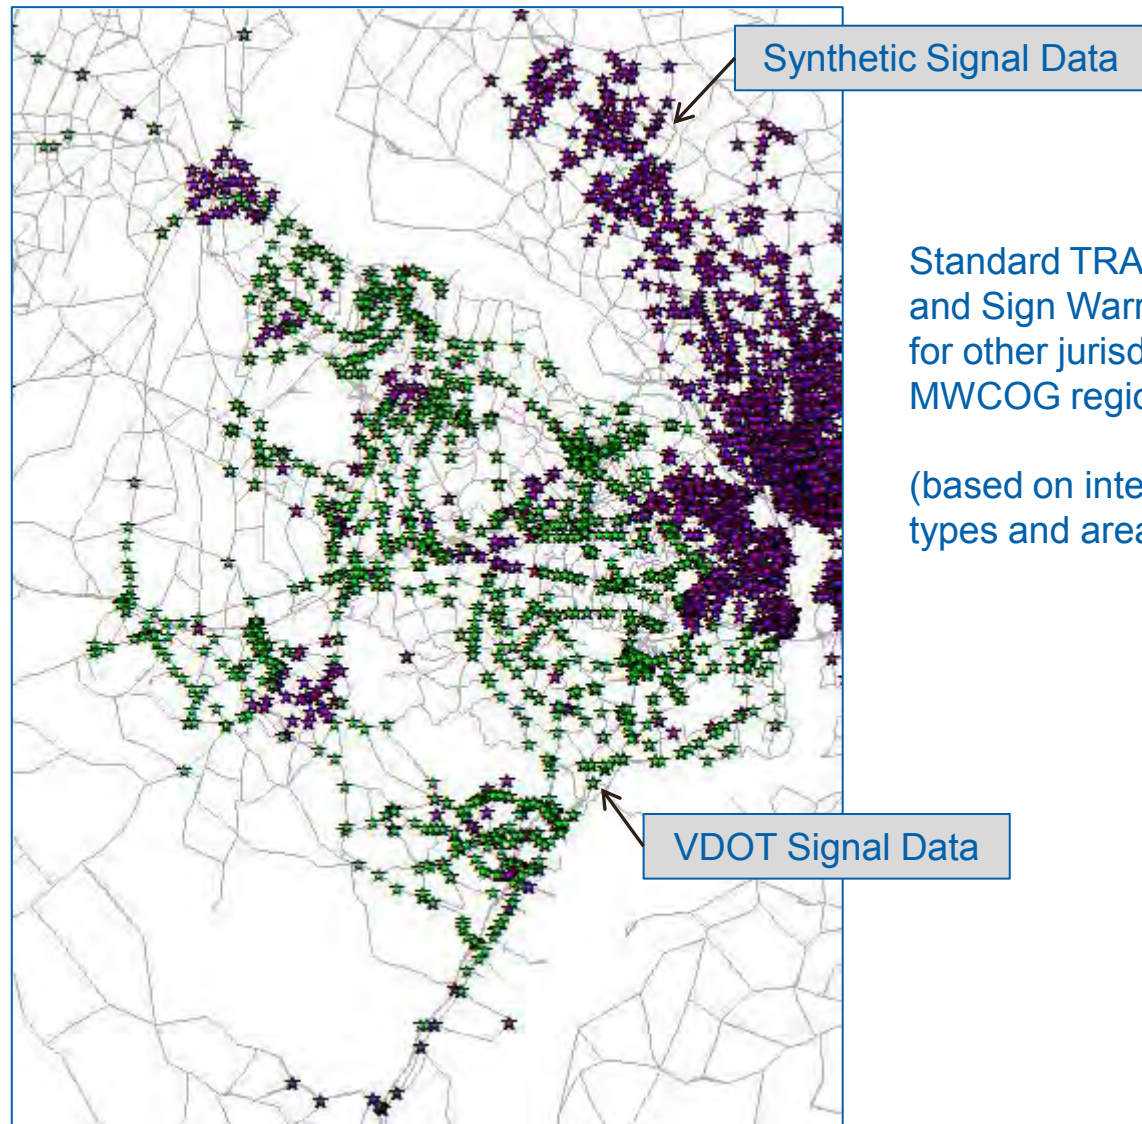 Synthetic Signal Data
Standard TRA
and Sign Warr
for other jurisd
MWCOG regio
(based on inte
types and area
VDOT Signal Data